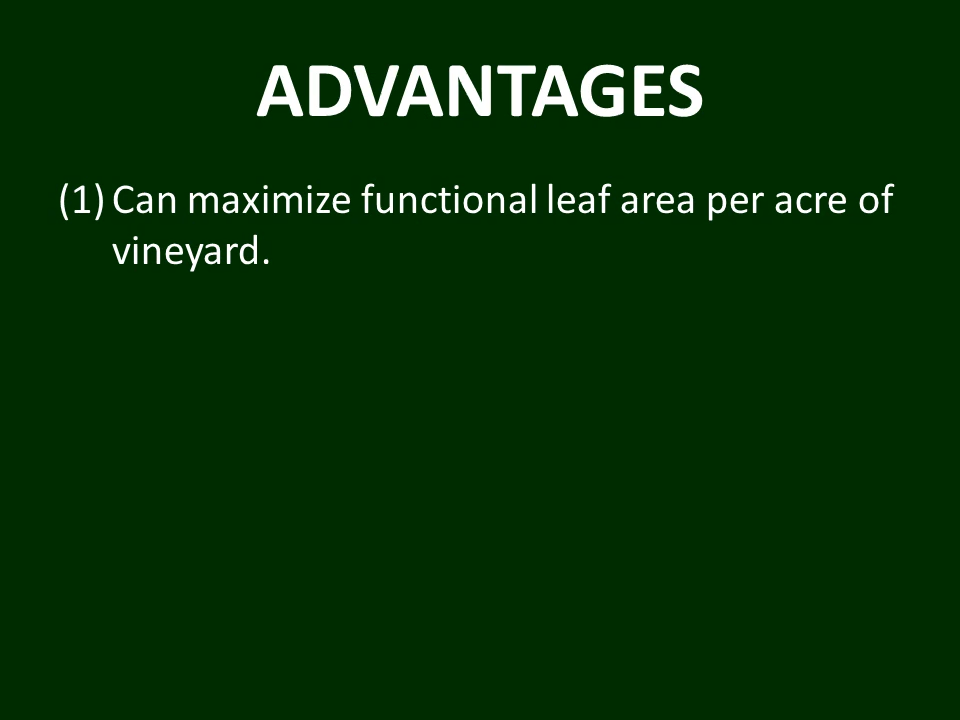 ADVANTAGES
(1) Can maximize functional leaf area per acre of
vineyard.